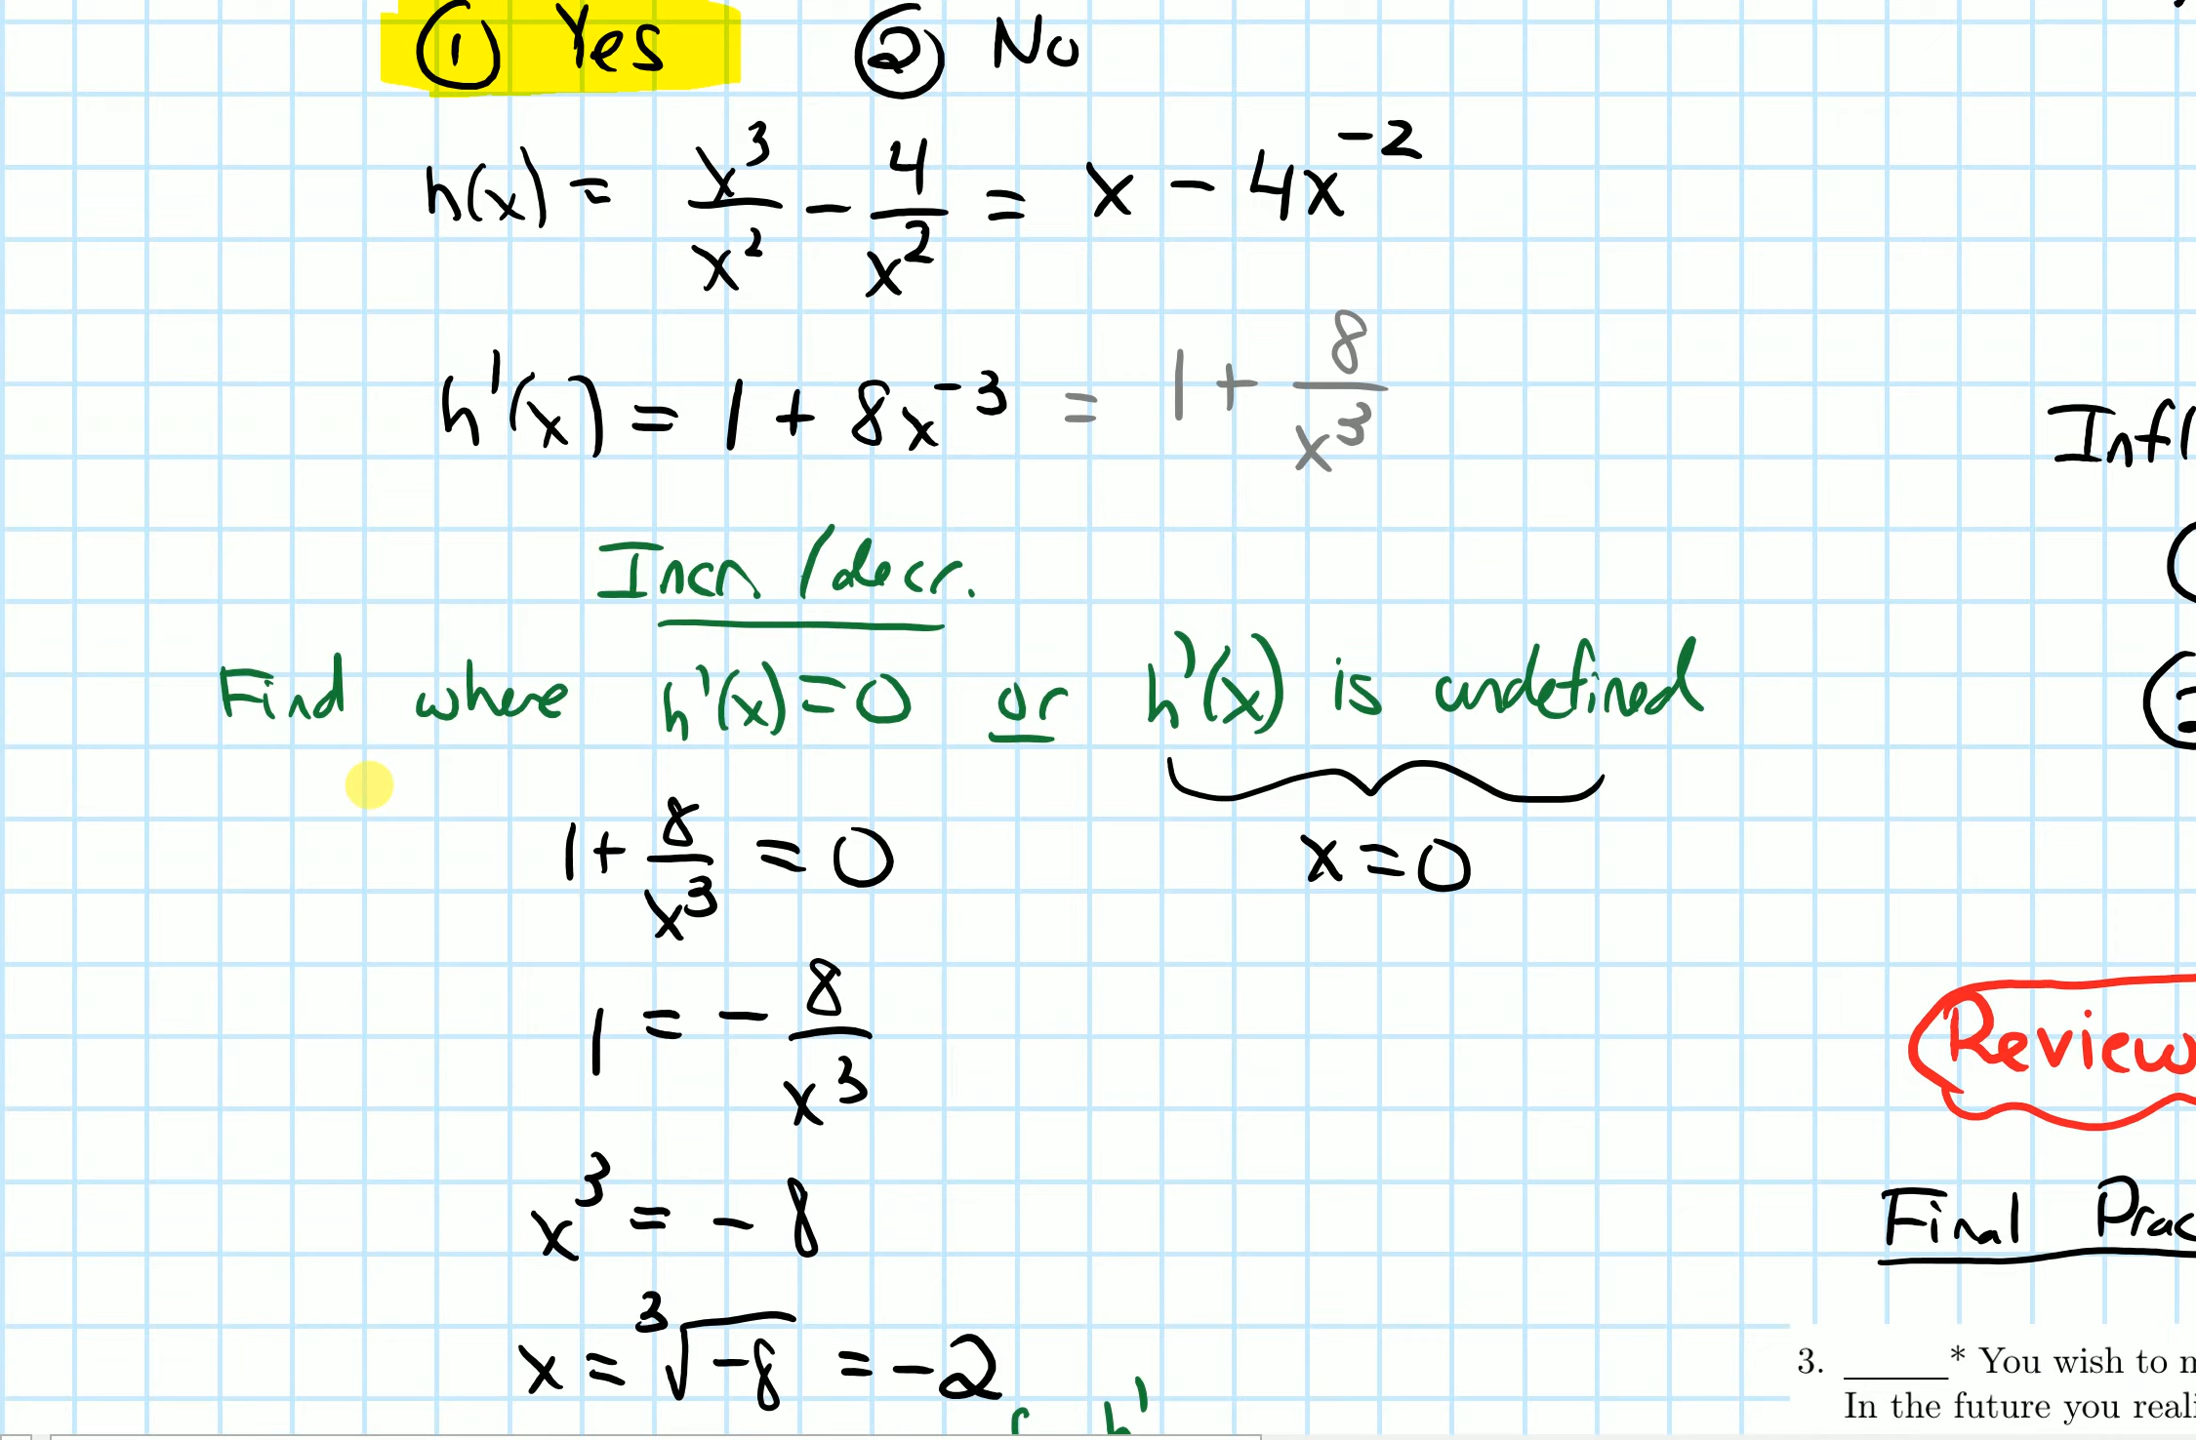 ① Yes ② No
h(x) = x³/x² - 4/x² = x - 4x⁻²
h'(x) = 1 + 8x⁻³ = 1 + 8/x³
Infl
Incr/decr.
Find where h'(x)=0 or h'(x) is undefined
1 + 8/x³ = 0
x = 0
1 = - 8/x³
Review
x³ = - 8
Final Prac
x = ³√-8 = -2
h'
3. ______* You wish to
In the future you reali